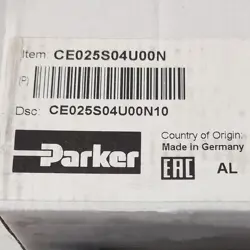 Item: CE025S04U00N
(P)
Dsc: CE025S04U00N10
Parker
Country of Origin:
Made in Germany
EAC AL